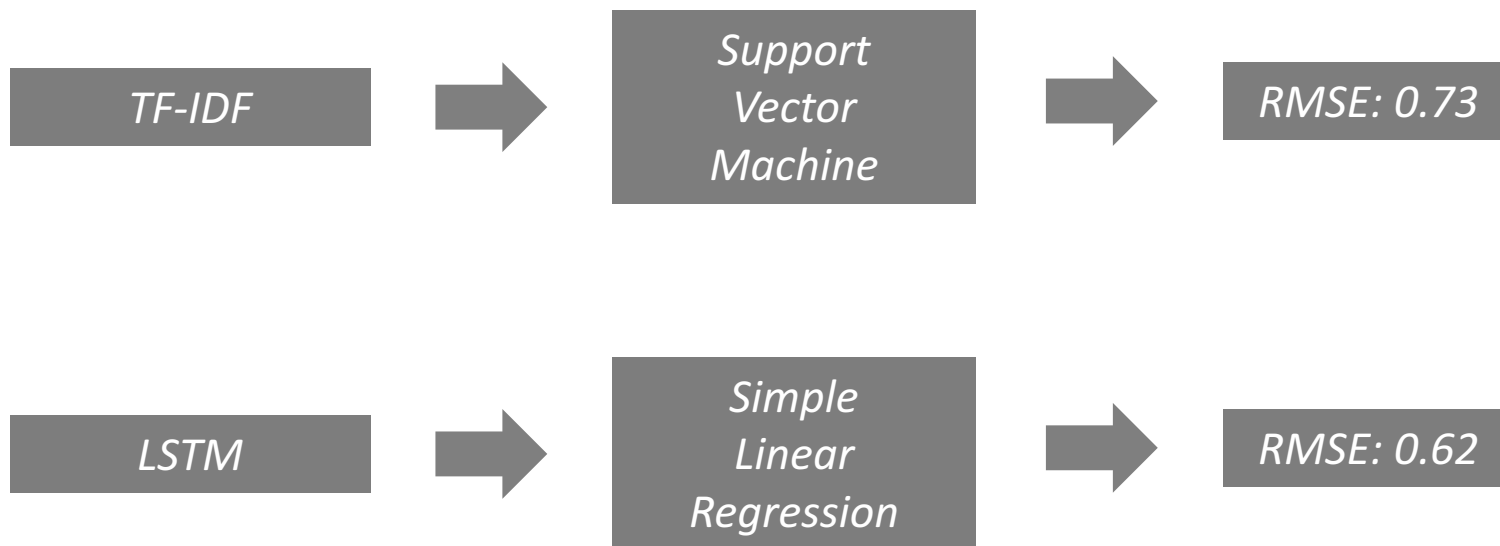 TF-IDF
Support
Vector
Machine
RMSE: 0.73
LSTM
Simple
Linear
Regression
RMSE: 0.62